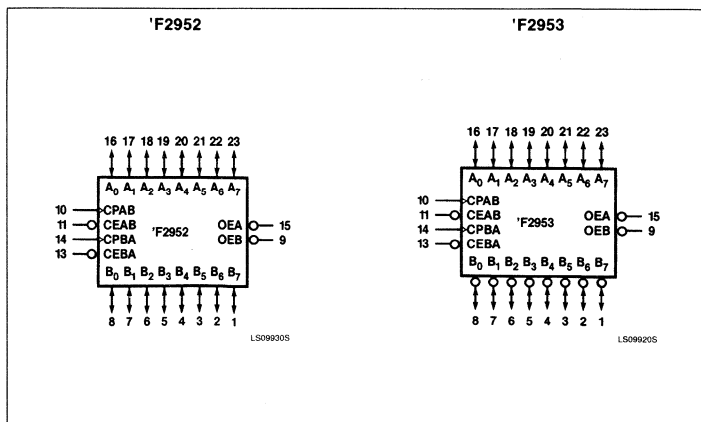 'F2952
16 17 18 19 20 21 22 23
A0 A1 A2 A3 A4 A5 A6 A7
10 CPAB
11 CEAB
14 CPBA
13 CEBA
'F2952
OEA 15
OEB 9
B0 B1 B2 B3 B4 B5 B6 B7
8 7 6 5 4 3 2 1
LS09930S
'F2953
16 17 18 19 20 21 22 23
A0 A1 A2 A3 A4 A5 A6 A7
10 CPAB
11 CEAB
14 CPBA
13 CEBA
'F2953
OEA 15
OEB 9
B0 B1 B2 B3 B4 B5 B6 B7
8 7 6 5 4 3 2 1
LS09920S